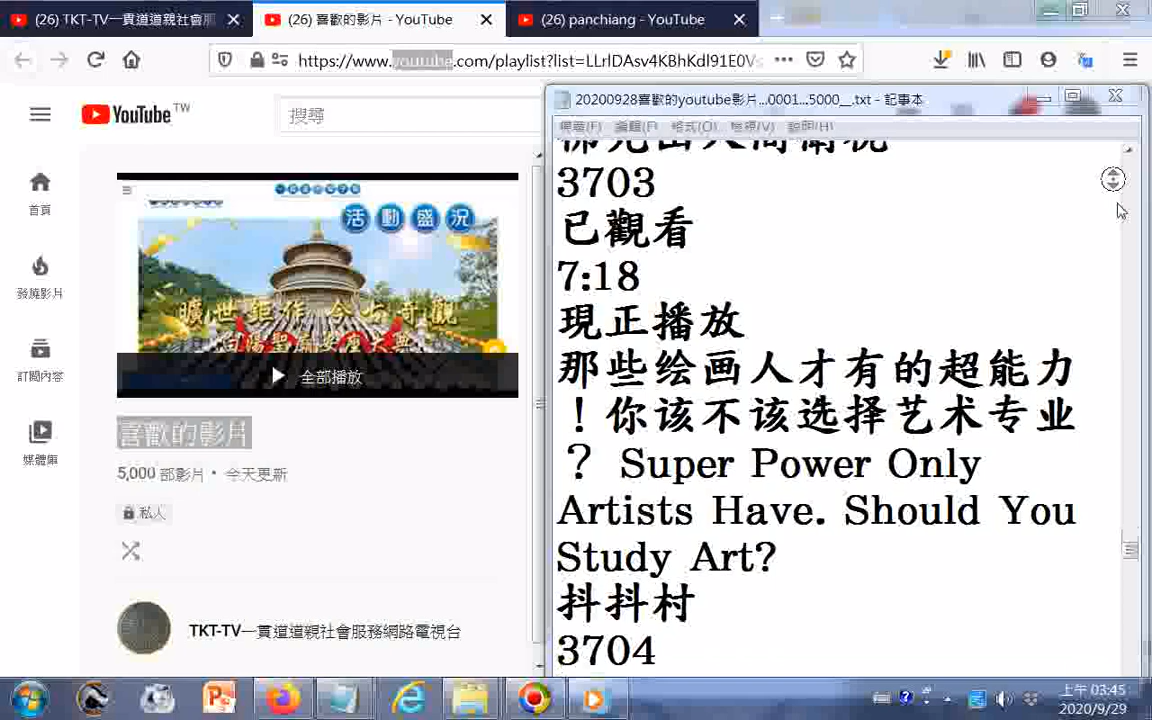 (26) TKT-TV一貫道道親社會服
(26) 喜歡的影片 - YouTube
(26) panchiang - YouTube
https://www.youtube.com/playlist?list=LLrlDAsv4KBhKdl91E0Vs
YouTube TW
搜尋
首頁
發燒影片
訂閱內容
媒體庫
活動盛況
曠世鉅作 今古奇觀
全部播放
喜歡的影片
5,000 部影片 · 今天更新
私人
TKT-TV一貫道道親社會服務網路電視台
20200928喜歡的youtube影片...0001...5000__.txt - 記事本
檔案(F) 編輯(E) 格式(O) 檢視(V) 說明(H)
3703
已觀看
7:18
現正播放
那些绘画人才有的超能力
！你该不该选择艺术专业
？ Super Power Only
Artists Have. Should You
Study Art?
抖抖村
3704
上午 03:45
2020/9/29